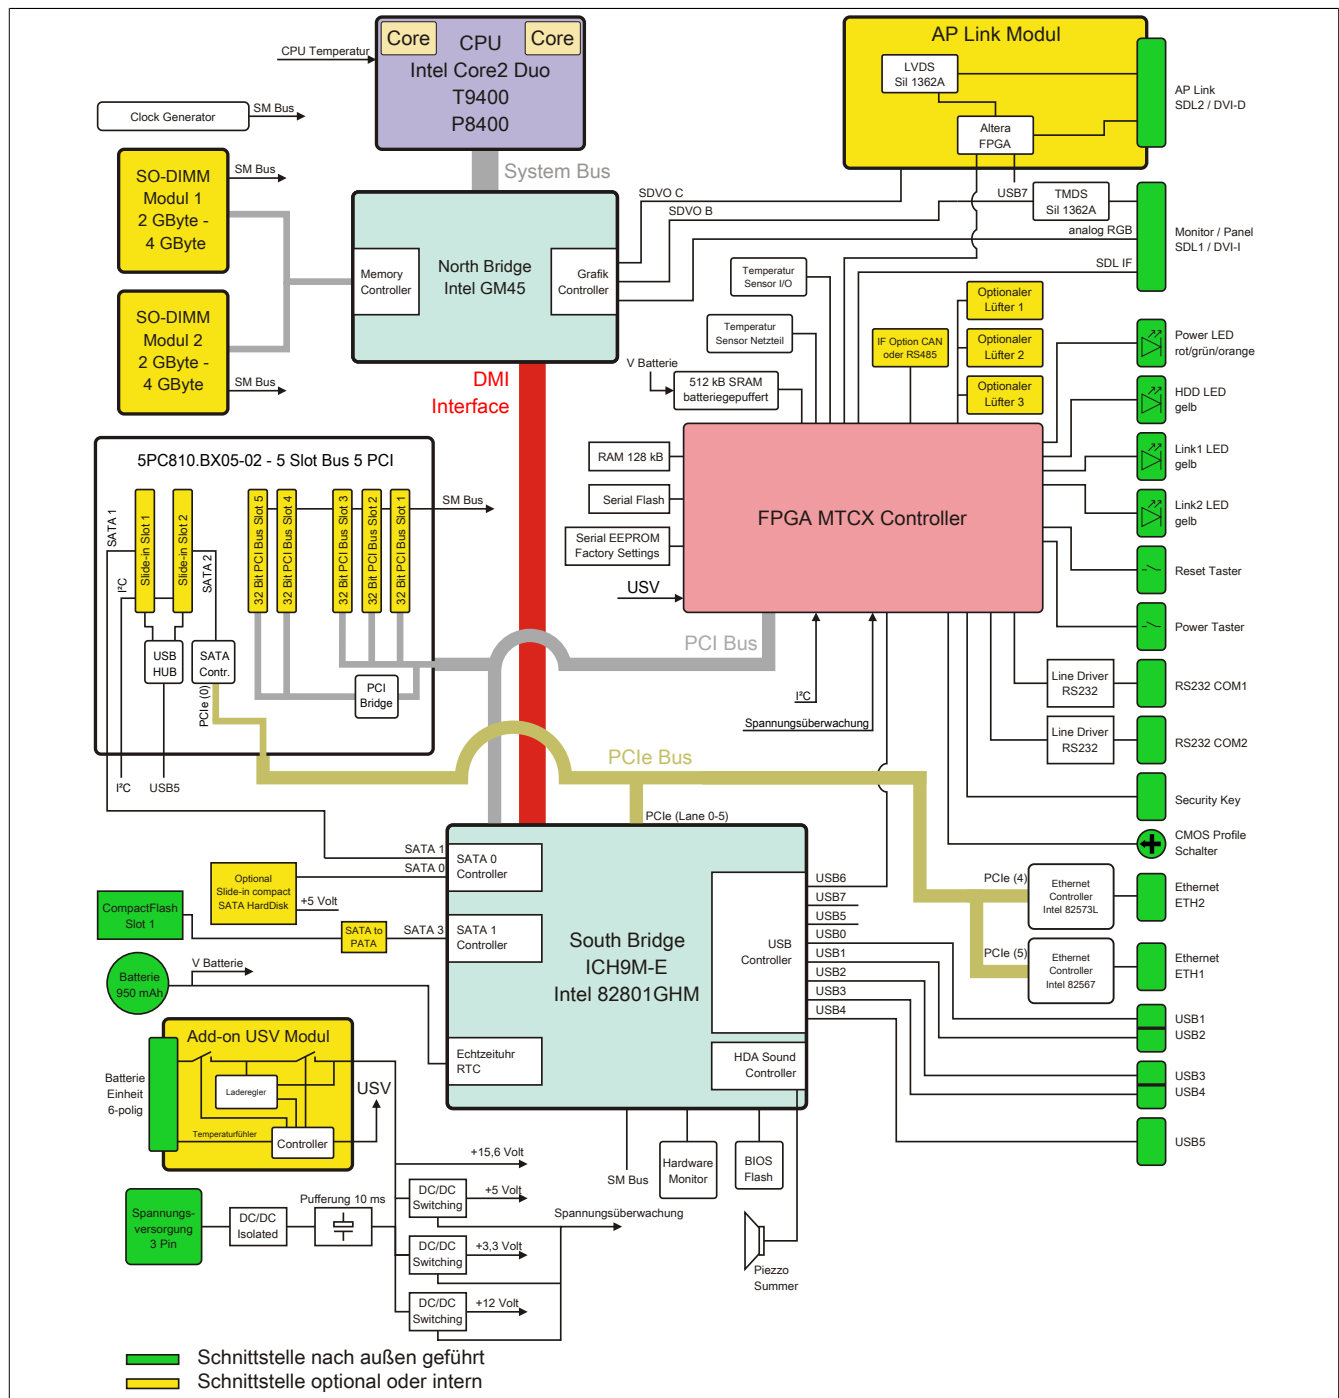 Core
CPU
Core
Intel Core2 Duo
T9400
P8400
CPU Temperatur
Clock Generator
SM Bus
SO-DIMM
Modul 1
2 GByte -
4 GByte
SM Bus
SO-DIMM
Modul 2
2 GByte -
4 GByte
SM Bus
System Bus
Memory
Controller
North Bridge
Intel GM45
Grafik
Controller
DMI
Interface
AP Link Modul
LVDS
Sil 1362A
Altera
FPGA
AP Link
SDL2 / DVI-D
SDVO C
SDVO B
USB7
TMDS
Sil 1362A
analog RGB
Monitor / Panel
SDL1 / DVI-I
SDL IF
Temperatur
Sensor I/O
Temperatur
Sensor Netzteil
V Batterie
512 kB SRAM
batteriegepuffert
IF Option CAN
oder RS485
Optionaler
Lüfter 1
Optionaler
Lüfter 2
Optionaler
Lüfter 3
Power LED
rot/grün/orange
HDD LED
gelb
Link1 LED
gelb
Link2 LED
gelb
Reset Taster
Power Taster
RAM 128 kB
Serial Flash
Serial EEPROM
Factory Settings
USV
FPGA MTCX Controller
5PC810.BX05-02 - 5 Slot Bus 5 PCI
SATA 1
I²C
Slide-in Slot 1
Slide-in Slot 2
SATA 2
32 Bit PCI Bus Slot 5
32 Bit PCI Bus Slot 4
32 Bit PCI Bus Slot 3
32 Bit PCI Bus Slot 2
32 Bit PCI Bus Slot 1
SM Bus
USB
HUB
SATA
Contr.
PCIe (0)
PCI
Bridge
I²C
USB5
PCI Bus
I²C
Spannungsüberwachung
Line Driver
RS232
RS232 COM1
Line Driver
RS232
RS232 COM2
Security Key
CMOS Profile
Schalter
PCIe Bus
PCIe (Lane 0-5)
PCIe (4)
Ethernet
Controller
Intel 82573L
Ethernet
ETH2
PCIe (5)
Ethernet
Controller
Intel 82567
Ethernet
ETH1
SATA 1
SATA 0
SATA 0
Controller
Optional
Slide-in compact
SATA HardDisk
+5 Volt
CompactFlash
Slot 1
SATA to
PATA
SATA 3
SATA 1
Controller
South Bridge
ICH9M-E
Intel 82801GHM
USB
Controller
USB6
USB7
USB5
USB0
USB1
USB2
USB3
USB4
USB1
USB2
USB3
USB4
USB5
Batterie
950 mAh
V Batterie
Echtzeituhr
RTC
HDA Sound
Controller
Add-on USV Modul
Laderegler
Temperaturfühler
Controller
Batterie
Einheit
6-polig
USV
SM Bus
Hardware
Monitor
BIOS
Flash
Piezzo
Summer
Spannungs-
versorgung
3 Pin
DC/DC
Isolated
Pufferung 10 ms
+15,6 Volt
DC/DC
Switching
+5 Volt
Spannungsüberwachung
DC/DC
Switching
+3,3 Volt
DC/DC
Switching
+12 Volt
Schnittstelle nach außen geführt
Schnittstelle optional oder intern